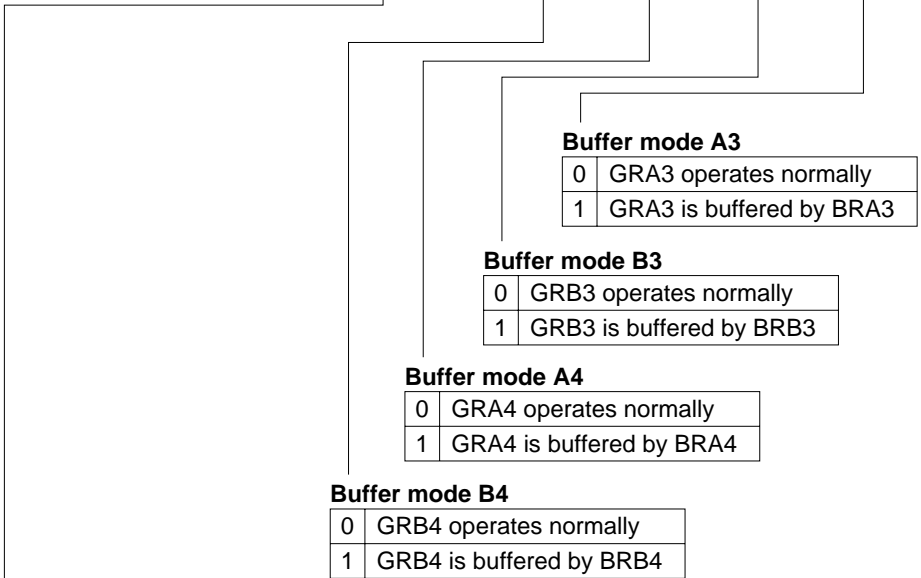 Buffer mode A3
0 GRA3 operates normally
1 GRA3 is buffered by BRA3
Buffer mode B3
0 GRB3 operates normally
1 GRB3 is buffered by BRB3
Buffer mode A4
0 GRA4 operates normally
1 GRA4 is buffered by BRA4
Buffer mode B4
0 GRB4 operates normally
1 GRB4 is buffered by BRB4